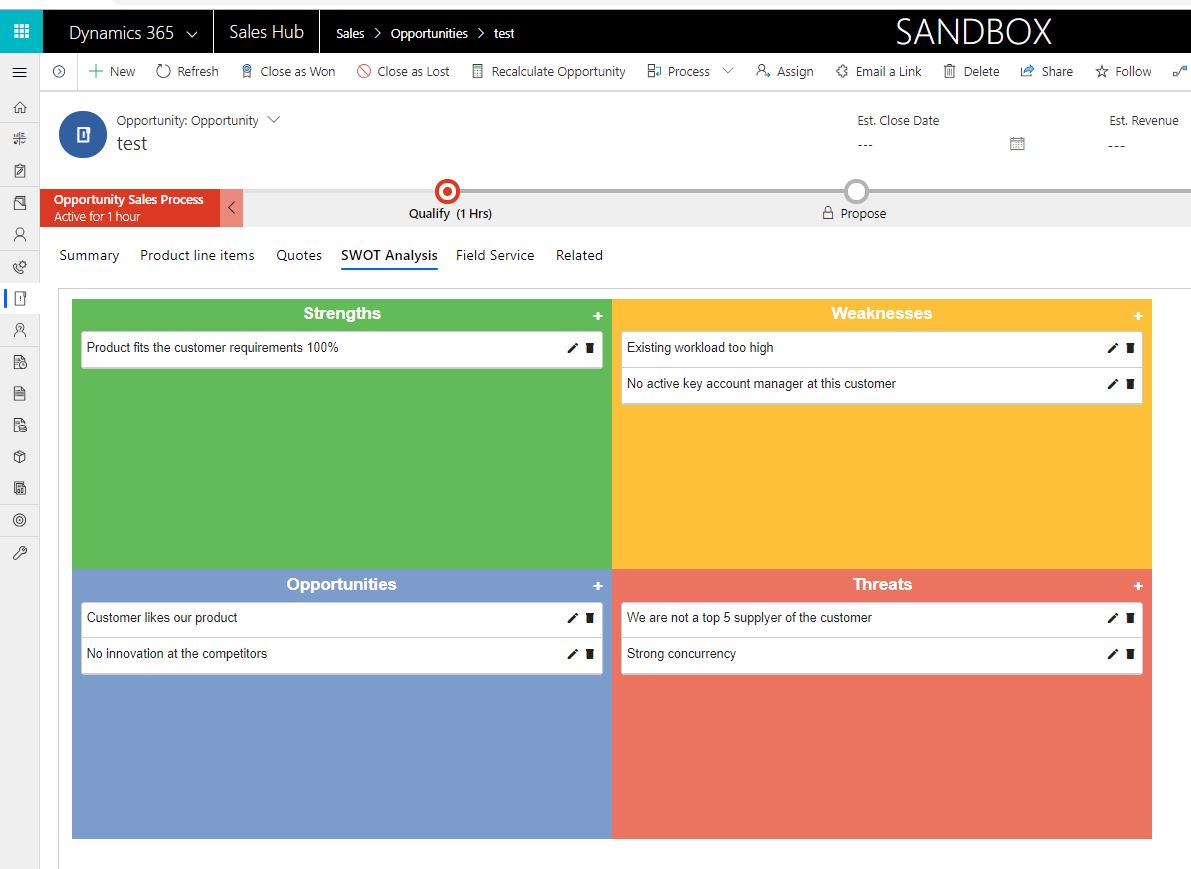 Dynamics 365 Sales Hub Sales > Opportunities > test SANDBOX
New Refresh Close as Won Close as Lost Recalculate Opportunity Process Assign Email a Link Delete Share Follow
Opportunity: Opportunity
test
Est. Close Date
---
Est. Revenue
---
Opportunity Sales Process
Active for 1 hour
Qualify (1 Hrs)
Propose
Summary Product line items Quotes SWOT Analysis Field Service Related
Strengths +
Product fits the customer requirements 100%
Weaknesses +
Existing workload too high
No active key account manager at this customer
Opportunities +
Customer likes our product
No innovation at the competitors
Threats +
We are not a top 5 supplyer of the customer
Strong concurrency